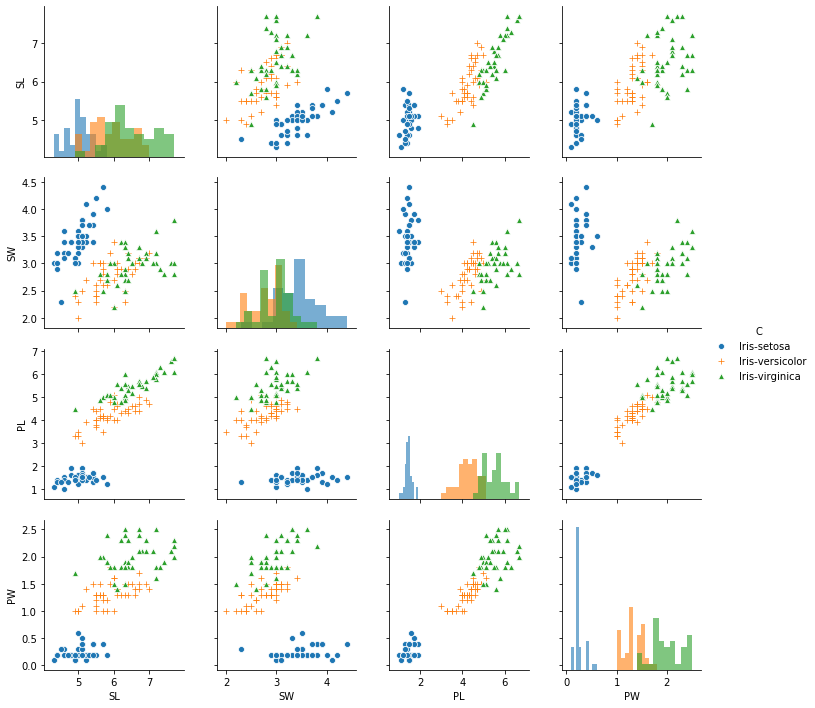 7
6
5
SL
4.5
4.0
3.5
3.0
2.5
2.0
SW
C
Iris-setosa
Iris-versicolor
Iris-virginica
7
6
5
4
3
2
1
PL
2.5
2.0
1.5
1.0
0.5
0.0
PW
5 6 7
SL
2 3 4
SW
2 4 6
PL
0 1 2
PW